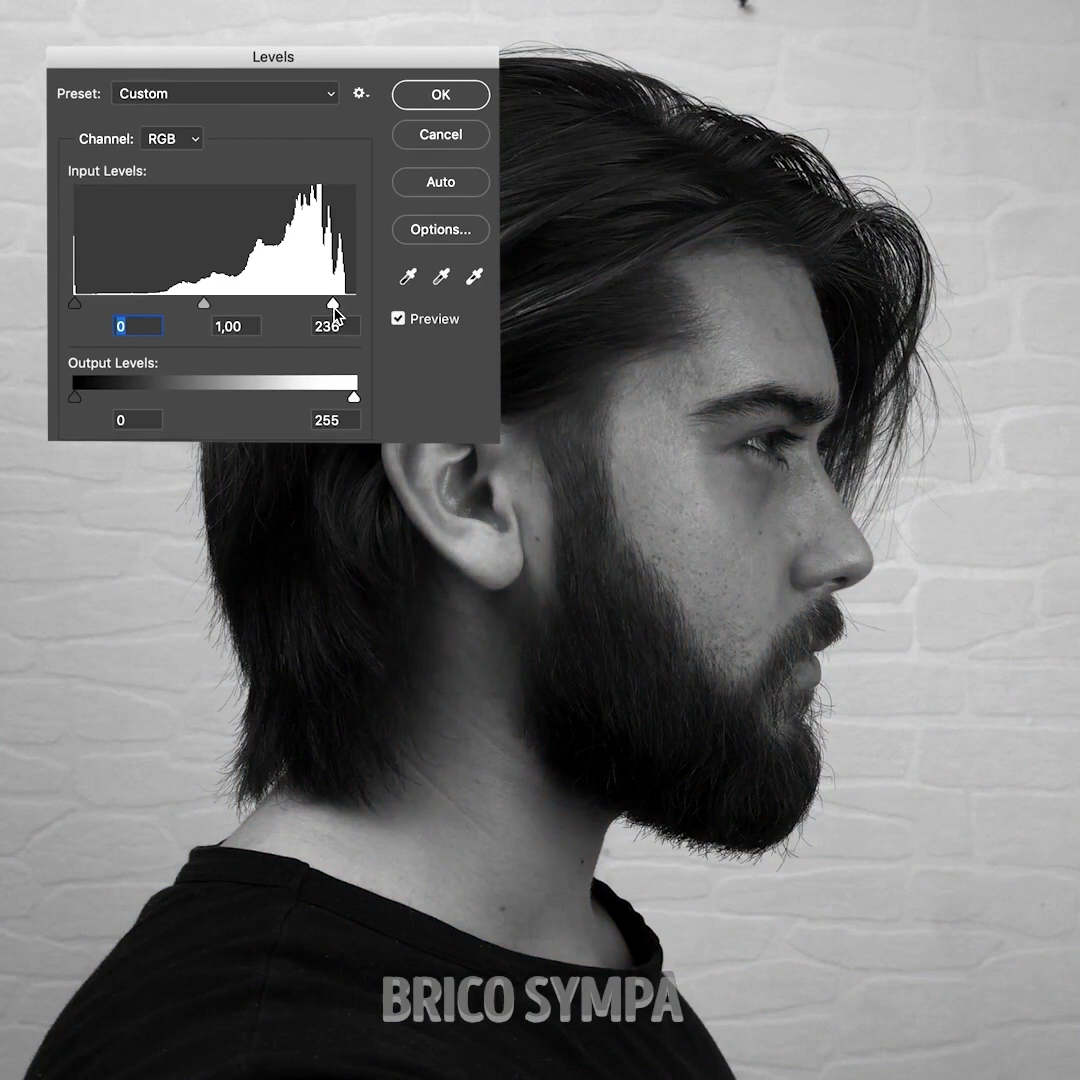 Levels
Preset: Custom
OK
Channel: RGB
Cancel
Input Levels:
Auto
Options...
0 1,00 236
Preview
Output Levels:
0 255
BRICO SYMPA